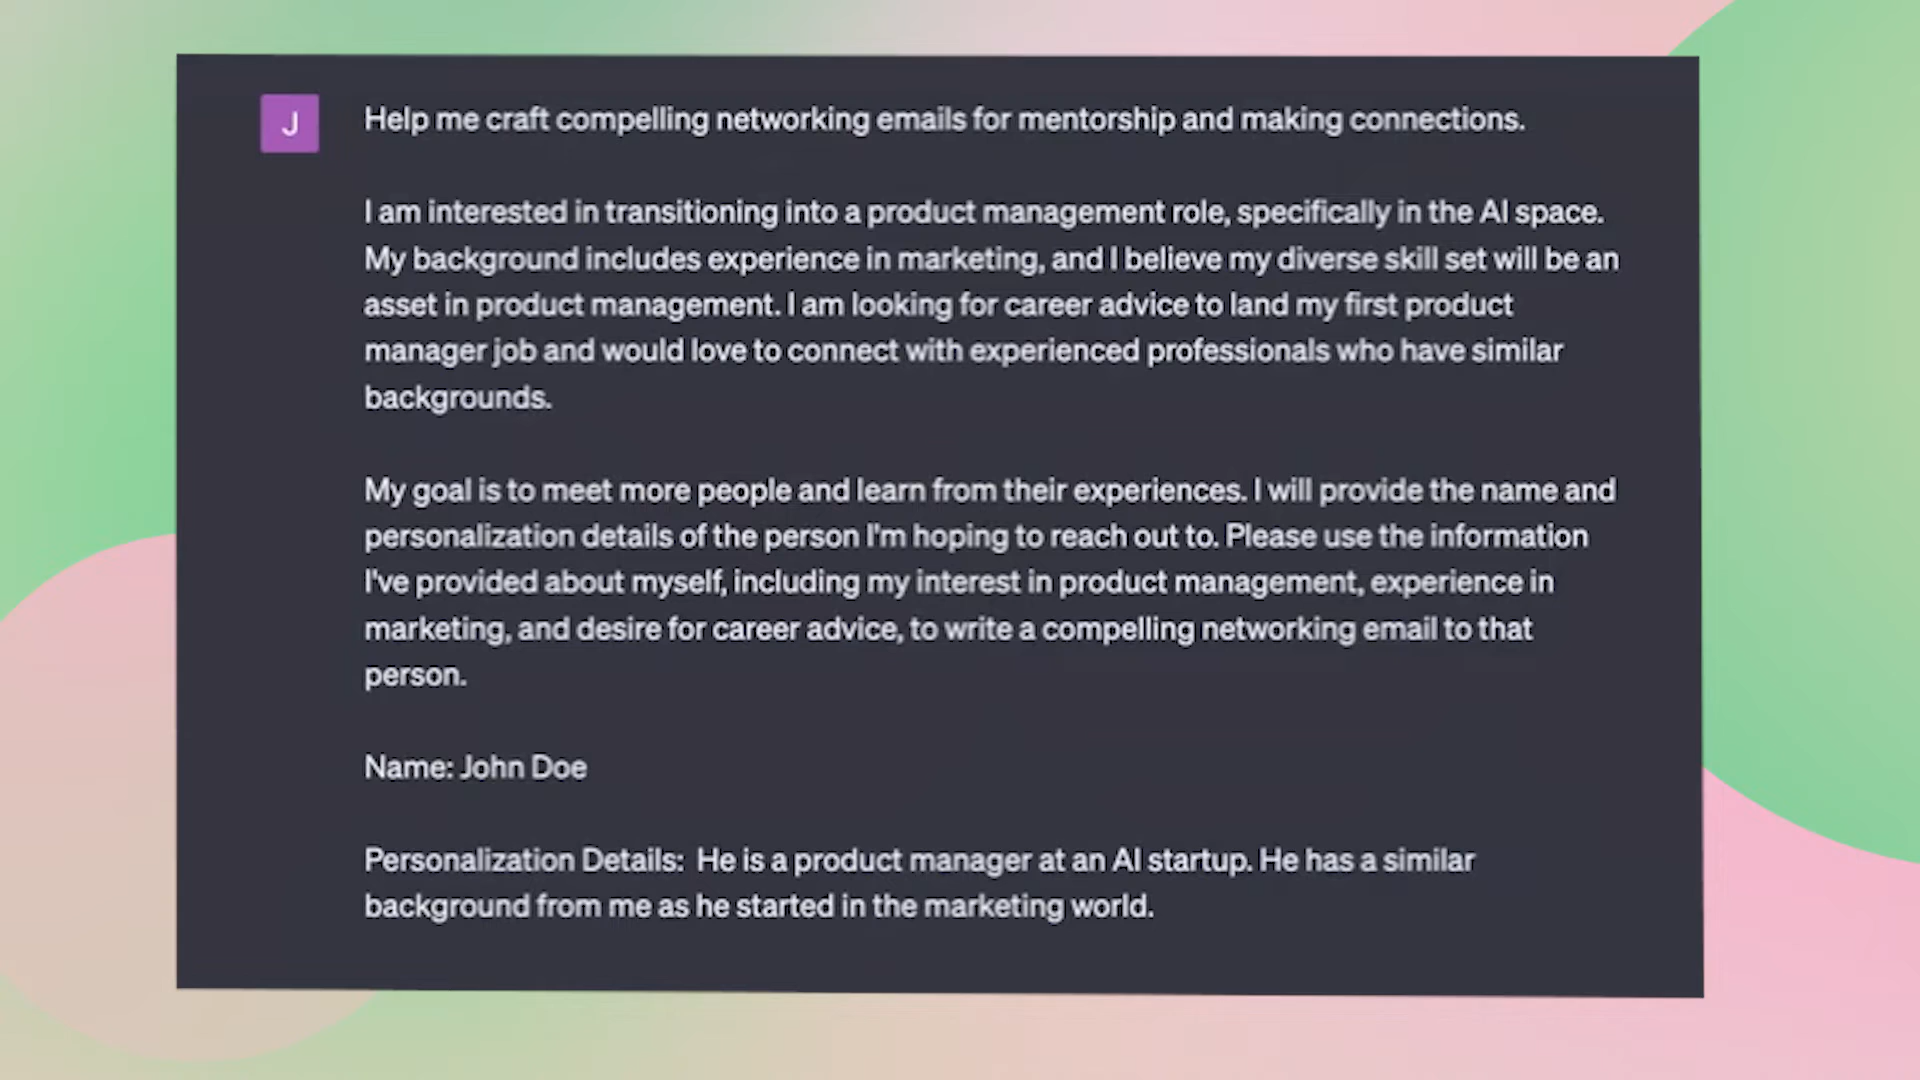 J
Help me craft compelling networking emails for mentorship and making connections.
I am interested in transitioning into a product management role, specifically in the AI space.
My background includes experience in marketing, and I believe my diverse skill set will be an
asset in product management. I am looking for career advice to land my first product
manager job and would love to connect with experienced professionals who have similar
backgrounds.
My goal is to meet more people and learn from their experiences. I will provide the name and
personalization details of the person I'm hoping to reach out to. Please use the information
I've provided about myself, including my interest in product management, experience in
marketing, and desire for career advice, to write a compelling networking email to that
person.
Name: John Doe
Personalization Details:  He is a product manager at an AI startup. He has a similar
background from me as he started in the marketing world.